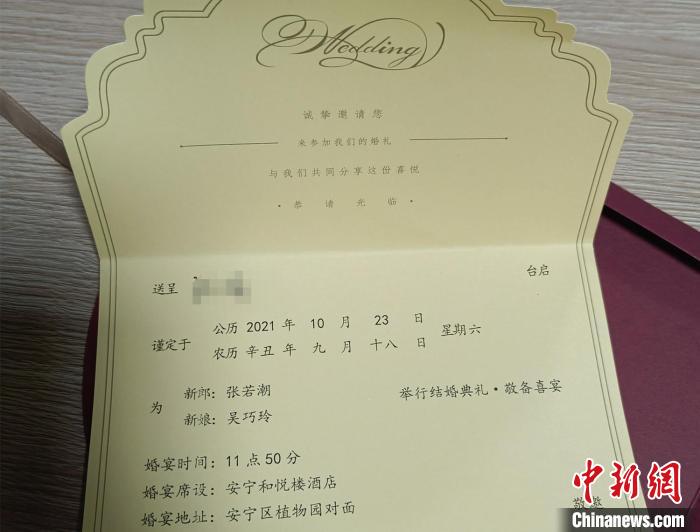 Wedding
诚挚邀请您
来参加我们的婚礼
与我们共同分享这份喜悦
· 恭 请 光 临 ·
送呈 台启
谨定于 公历 2021 年 10 月 23 日 星期六
农历 辛丑 年 九 月 十八 日
为 新郎：张若潮 举行结婚典礼·敬备喜宴
新娘：吴巧玲
婚宴时间：11 点 50 分
婚宴席设：安宁和悦楼酒店
婚宴地址：安宁区植物园对面
敬邀
中新网
Chinanews.com